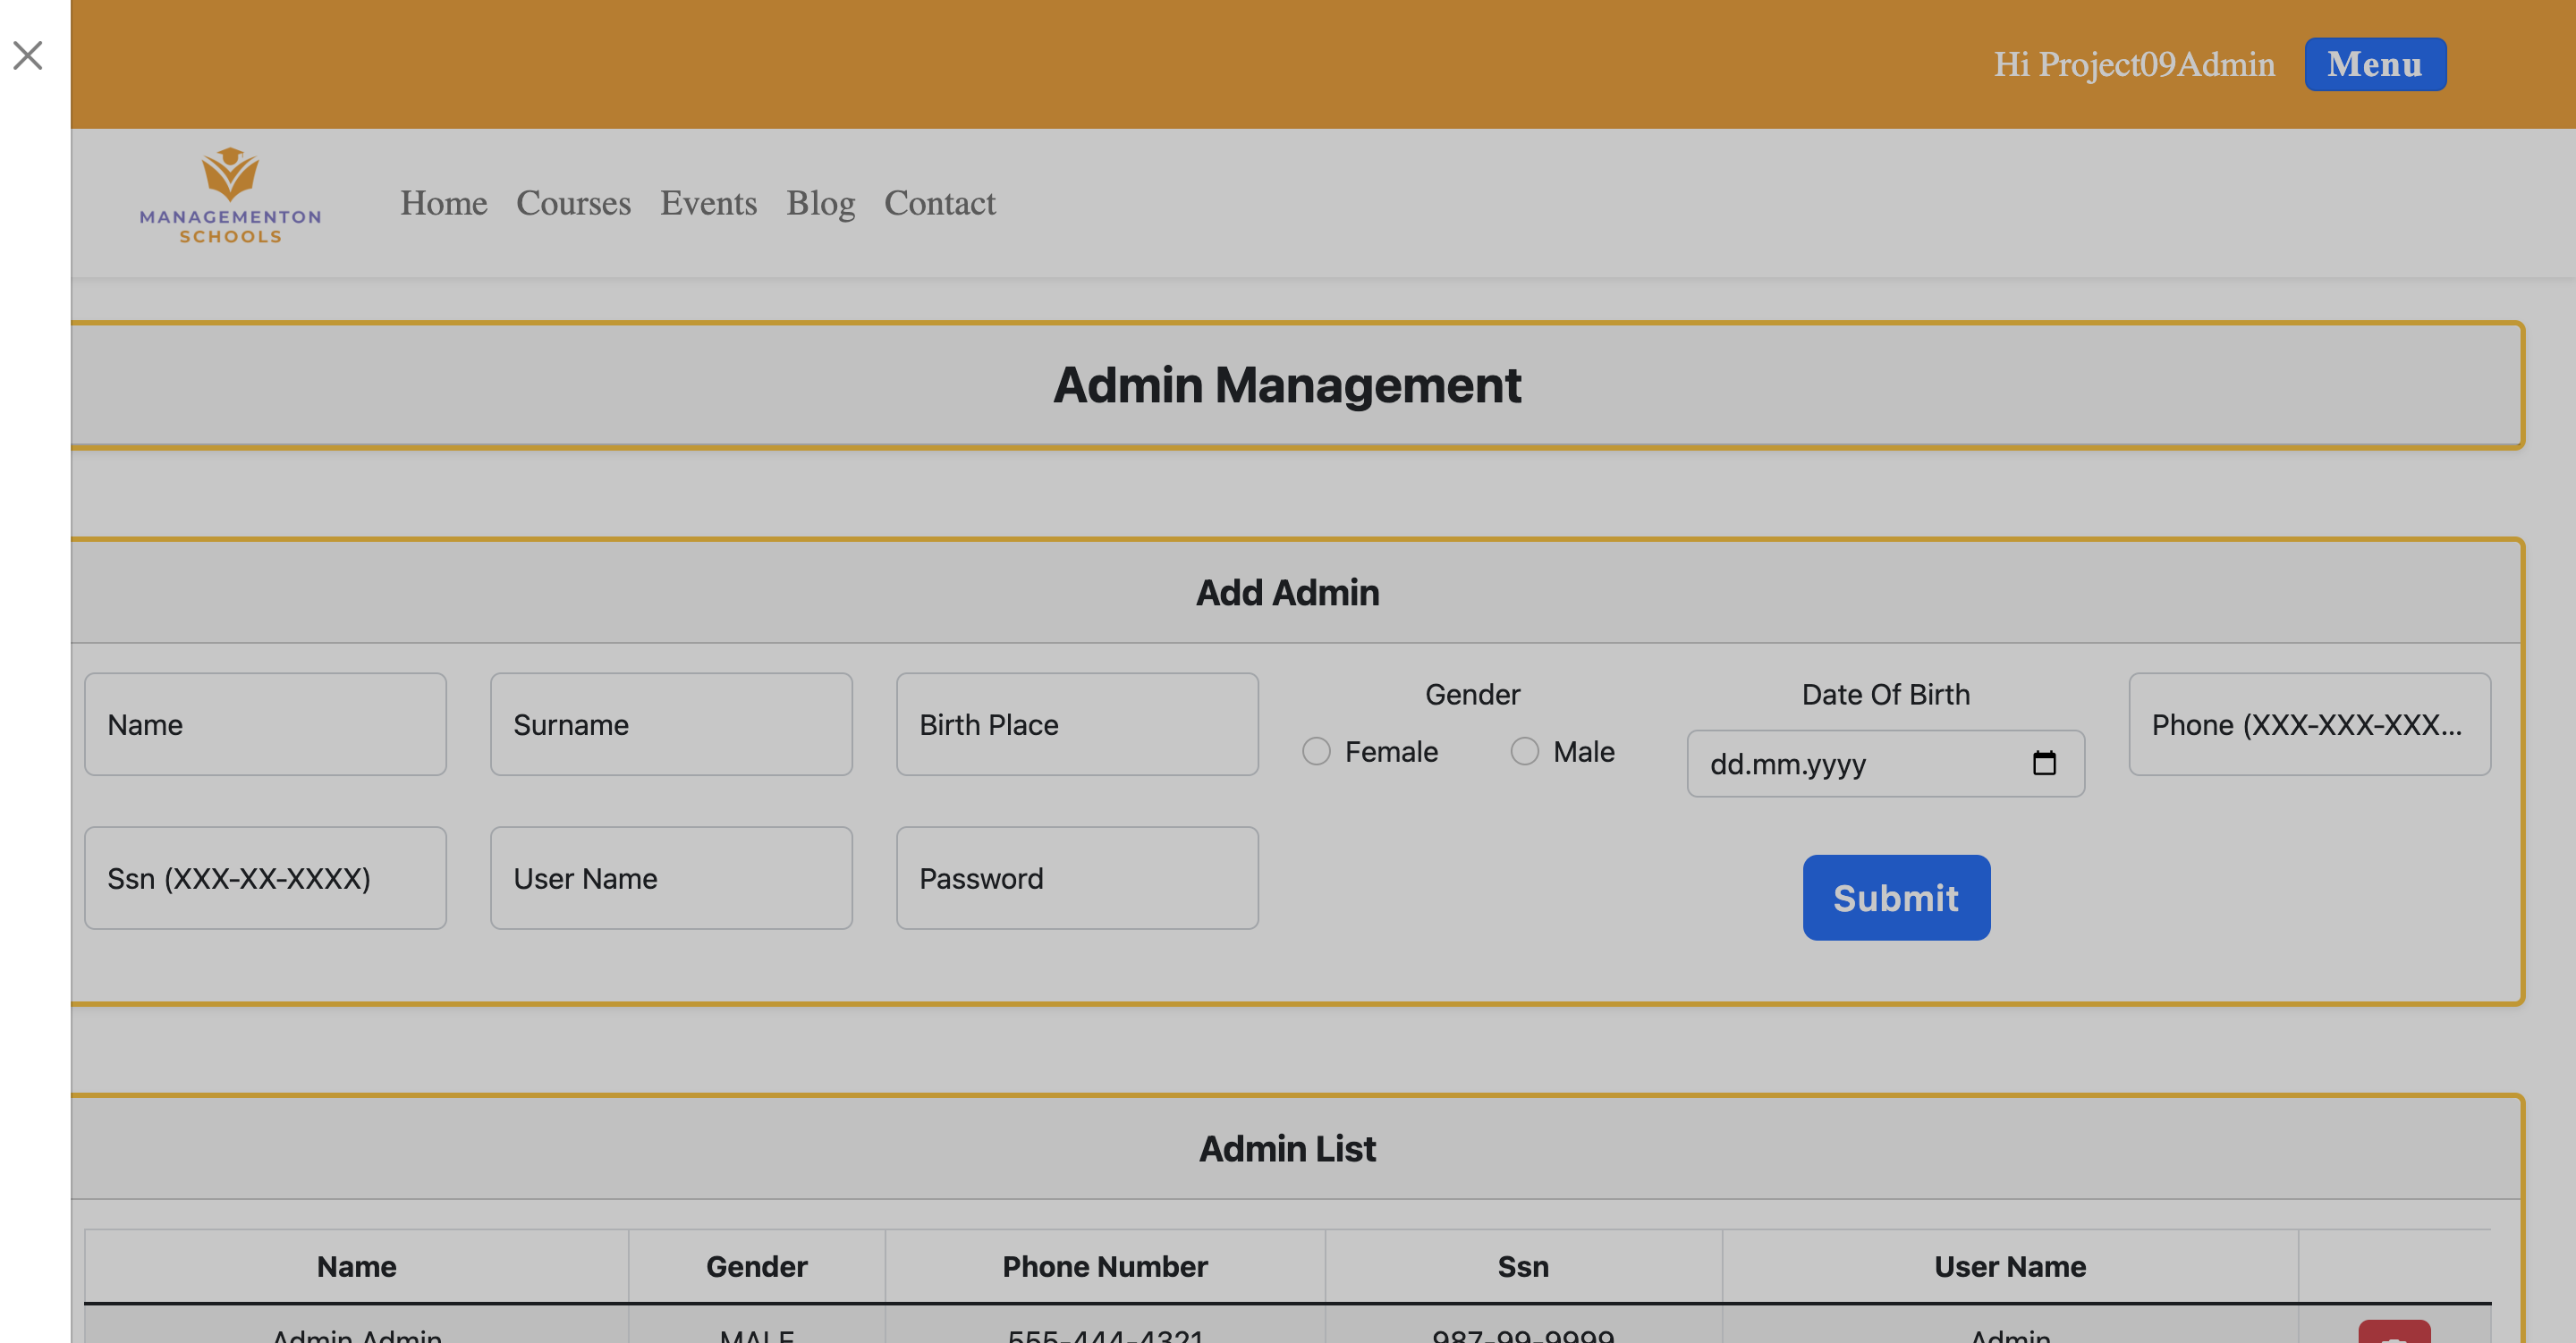 Hi Project09Admin Menu
MANAGEMENTON
SCHOOLS
Home Courses Events Blog Contact
Admin Management
Add Admin
Name Surname Birth Place
Gender
Female Male
Date Of Birth
dd.mm.yyyy
Phone (XXX-XXX-XXX...
Ssn (XXX-XX-XXXX) User Name Password
Submit
Admin List
Name Gender Phone Number Ssn User Name
Admin Admin MALE 555-444-4321 987-99-9999 Admin